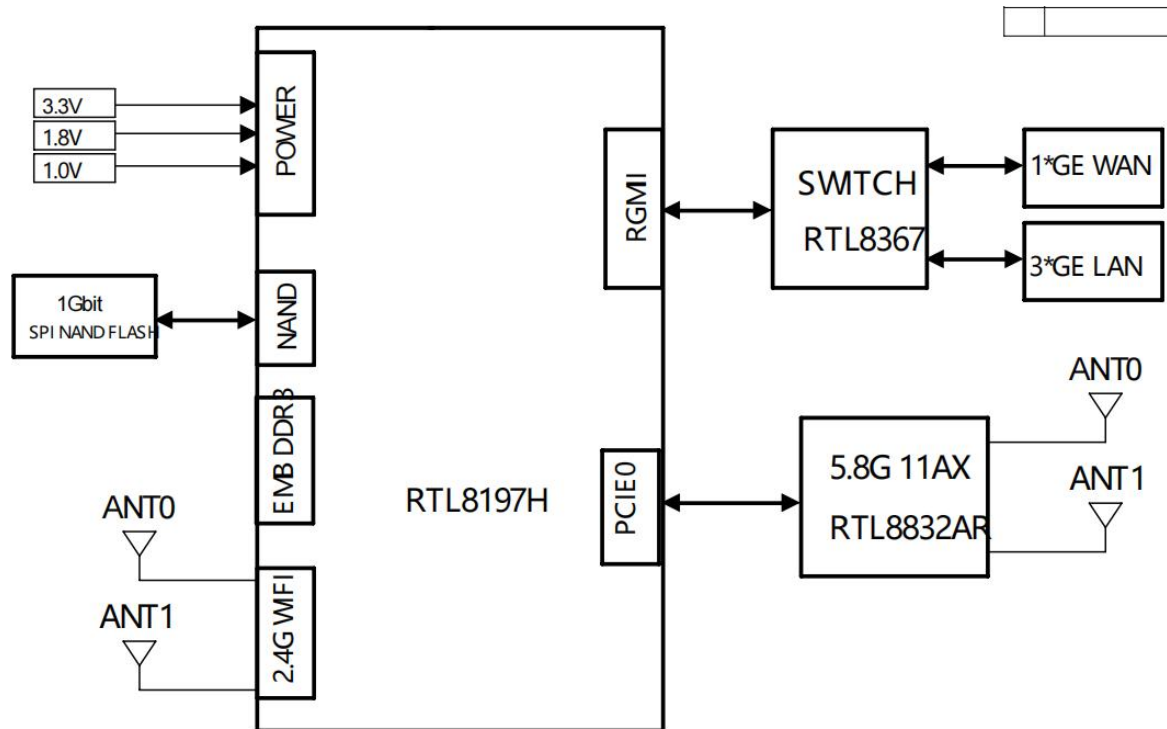 3.3V
1.8V
1.0V
POWER
1Gbit
SPI NAND FLASH
NAND
EMB DDR3
ANT0
ANT1
2.4G WIFI
RTL8197H
RGMII
SWITCH
RTL8367
1*GE WAN
3*GE LAN
PCIE0
5.8G 11AX
RTL8832AR
ANT0
ANT1